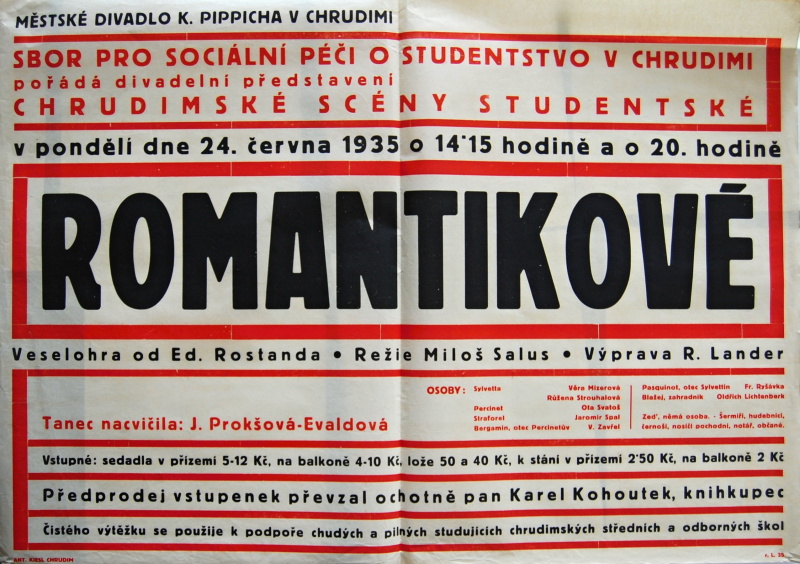 MĚSTSKÉ DIVADLO K. PIPPICHA V CHRUDIMI
SBOR PRO SOCIÁLNÍ PÉČI O STUDENTSTVO V CHRUDIMI
pořádá divadelní představení
CHRUDIMSKÉ SCÉNY STUDENTSKÉ
v pondělí dne 24. června 1935 o 14·15 hodině a o 20. hodině
ROMANTIKOVÉ
Veselohra od Ed. Rostanda • Režie Miloš Salus • Výprava R. Lander
Tanec nacvičila: J. Prokšová-Evaldová
OSOBY: Sylvetta Věra Mizerová
Růžena Strouhalová
Percinet Ota Svatoš
Straforel Jaromír Spal
Bergamin, otec Percinetův V. Zavřel
Pasquinot, otec Sylvettin Fr. Ryšávka
Blažej, zahradník Oldřich Lichtenberk
Zeď, němá osoba. - Šermíři, hudebníci,
černoši, nosiči pochodní, notář, občané.
Vstupné: sedadla v přízemí 5-12 Kč, na balkoně 4-10 Kč, lože 50 a 40 Kč, k stání v přízemí 2·50 Kč, na balkoně 2 Kč
Předprodej vstupenek převzal ochotně pan Karel Kohoutek, knihkupec
Čistého výtěžku se použije k podpoře chudých a pilných studujících chrudimských středních a odborných škol
ANT. KIESL CHRUDIM
r. L. 35